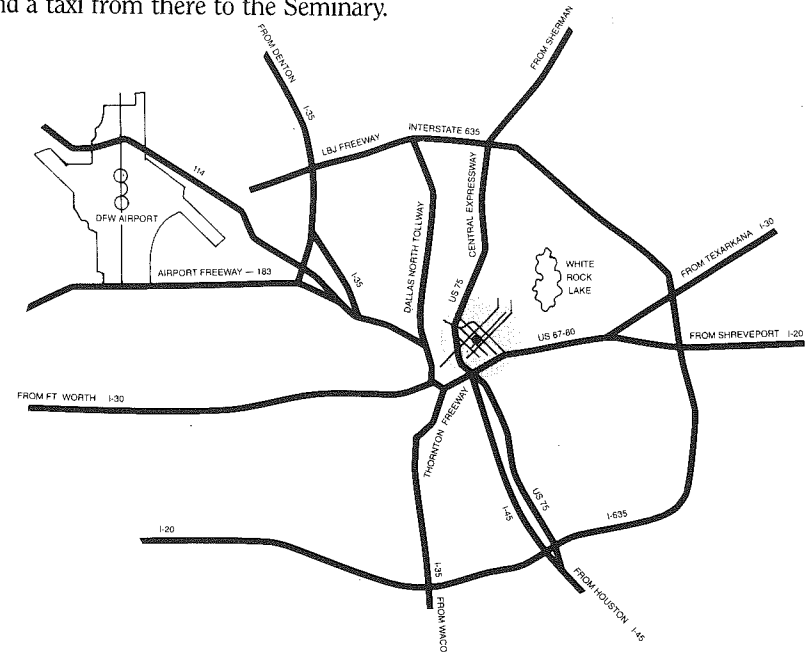 nd a taxi from there to the Seminary.
FROM DENTON
I-35
FROM SHERMAN
LBJ FREEWAY
INTERSTATE 635
114
DFW AIRPORT
AIRPORT FREEWAY — 183
I-35
DALLAS NORTH TOLLWAY
CENTRAL EXPRESSWAY
US 75
WHITE
ROCK
LAKE
FROM TEXARKANA I-30
US 67-80
FROM SHREVEPORT I-20
FROM FT WORTH I-30
THORNTON FREEWAY
I-20
I-45
US 75
I-635
I-35
FROM WACO
FROM HOUSTON I-45